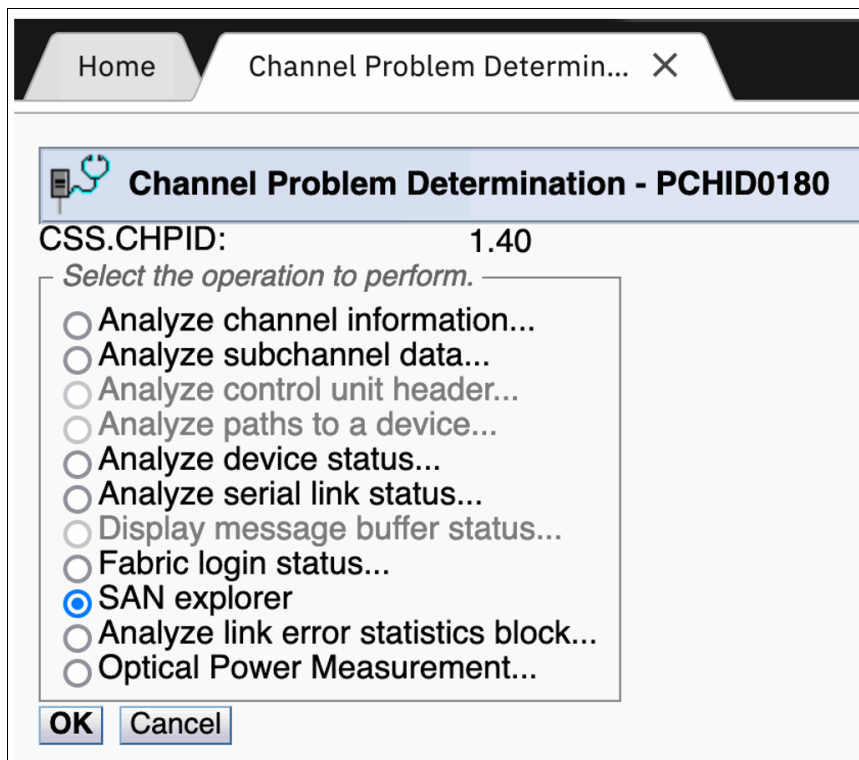 Home
Channel Problem Determin...
Channel Problem Determination - PCHID0180
CSS.CHPID: 1.40
Select the operation to perform.
Analyze channel information...
Analyze subchannel data...
Analyze control unit header...
Analyze paths to a device...
Analyze device status...
Analyze serial link status...
Display message buffer status...
Fabric login status...
SAN explorer
Analyze link error statistics block...
Optical Power Measurement...
OK Cancel